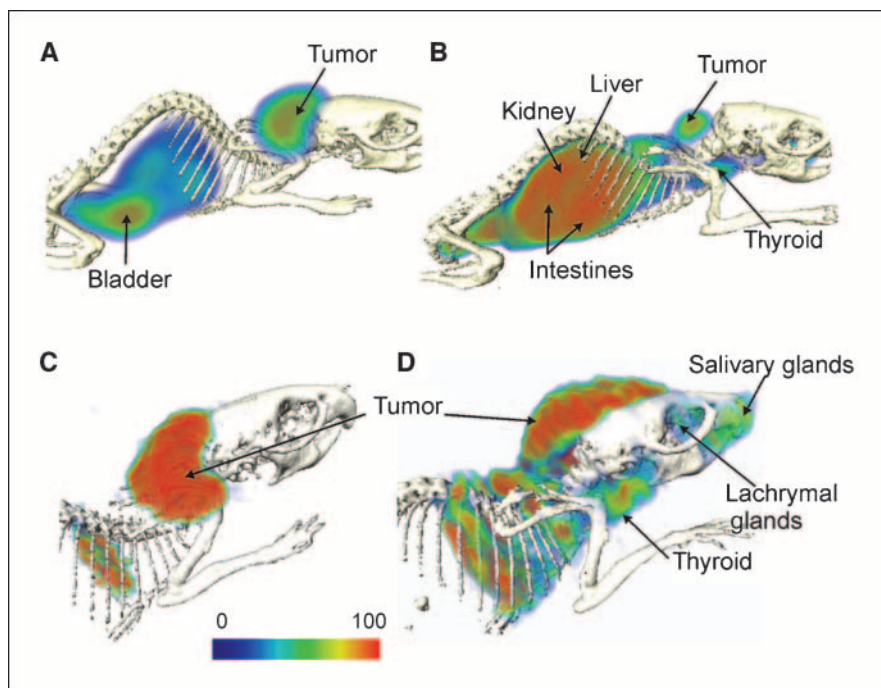 A
Tumor
Bladder
B
Tumor
Liver
Kidney
Thyroid
Intestines
C
Tumor
0 100
D
Salivary glands
Lachrymal
glands
Thyroid